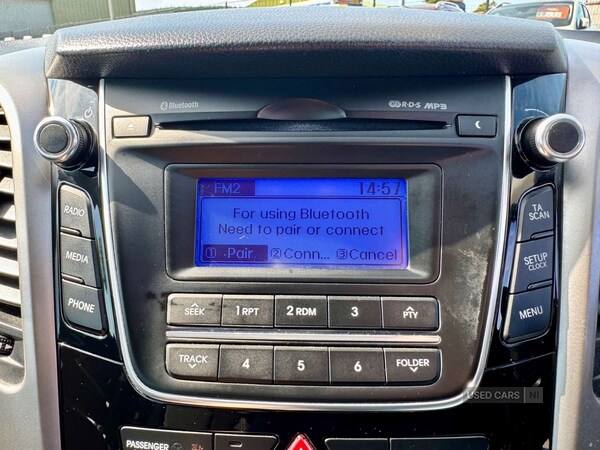 Bluetooth
R·D·S MP3
FM2 14:57
For using Bluetooth
Need to pair or connect
① Pair ② Conn... ③ Cancel
RADIO
MEDIA
PHONE
TA
SCAN
SETUP
CLOCK
MENU
SEEK 1 RPT 2 RDM 3 PTY
TRACK 4 5 6 FOLDER
USED CARS NI
PASSENGER